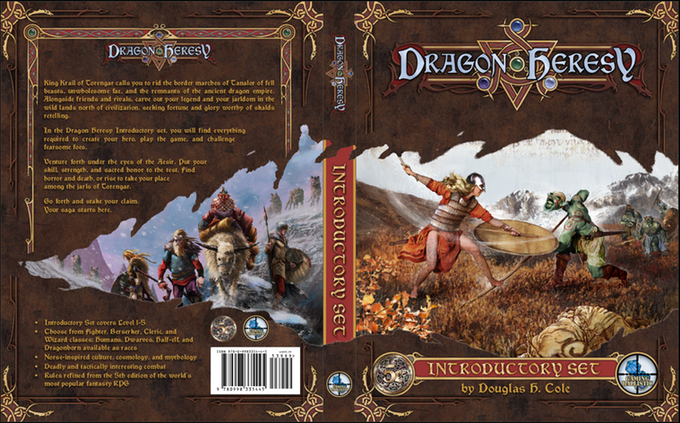 DRAGON HERESY
King Krail of Torengar calls you to rid the border marches of Tanalor of fell
beasts, unwholesome fae, and the remnants of the ancient dragon empire.
Alongside friends and rivals, carve out your legend and your jarldom in the
wild lands north of civilization, seeking fortune and glory worthy of skalds
retelling.
In the Dragon Heresy Introductory set, you will find everything
required to create your hero, play the game, and challenge
fearsome foes.
Venture forth under the eyes of the Aesir. Put your
skill, strength, and sacred honor to the test. Find
horror and death, or rise to take your place
among the jarls of Torengar.
Go forth and stake your claim.
Your saga starts here.
• Introductory Set covers Level 1-5
• Choose from Fighter, Berserker, Cleric, and
Wizard classes; Humans, Dwarves, Half-elf, and
Dragonborn available as races
• Norse-inspired culture, cosmology, and mythology
• Deadly and tactically interesting combat
• Rules refined from the 5th edition of the world's
most popular fantasy RPG
DRAGON HERESY
INTRODUCTORY SET
DRAGON HERESY
INTRODUCTORY SET
by Douglas H. Cole
GAMING
BALLISTIC